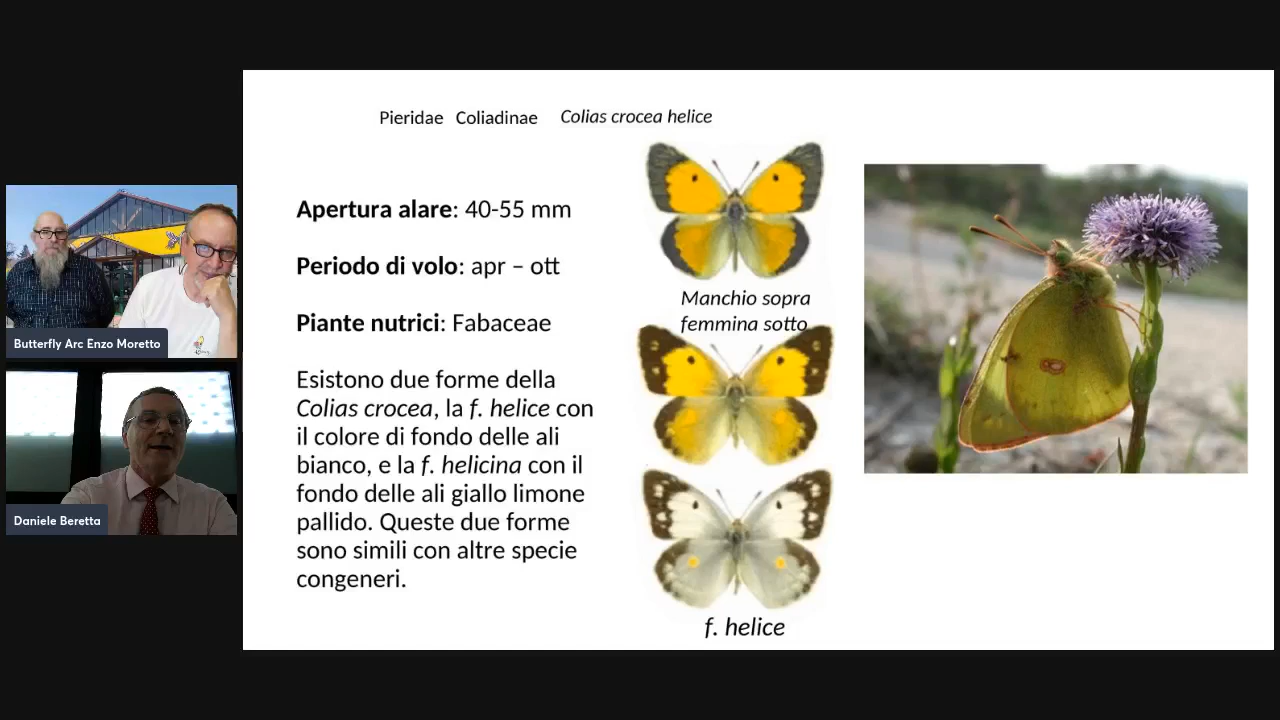 Pieridae Coliadinae Colias crocea helice
Apertura alare: 40-55 mm
Periodo di volo: apr – ott
Piante nutrici: Fabaceae
Esistono due forme della
Colias crocea, la f. helice con
il colore di fondo delle ali
bianco, e la f. helicina con il
fondo delle ali giallo limone
pallido. Queste due forme
sono simili con altre specie
congeneri.
Manchio sopra
femmina sotto
f. helice
Butterfly Arc Enzo Moretto
Daniele Beretta